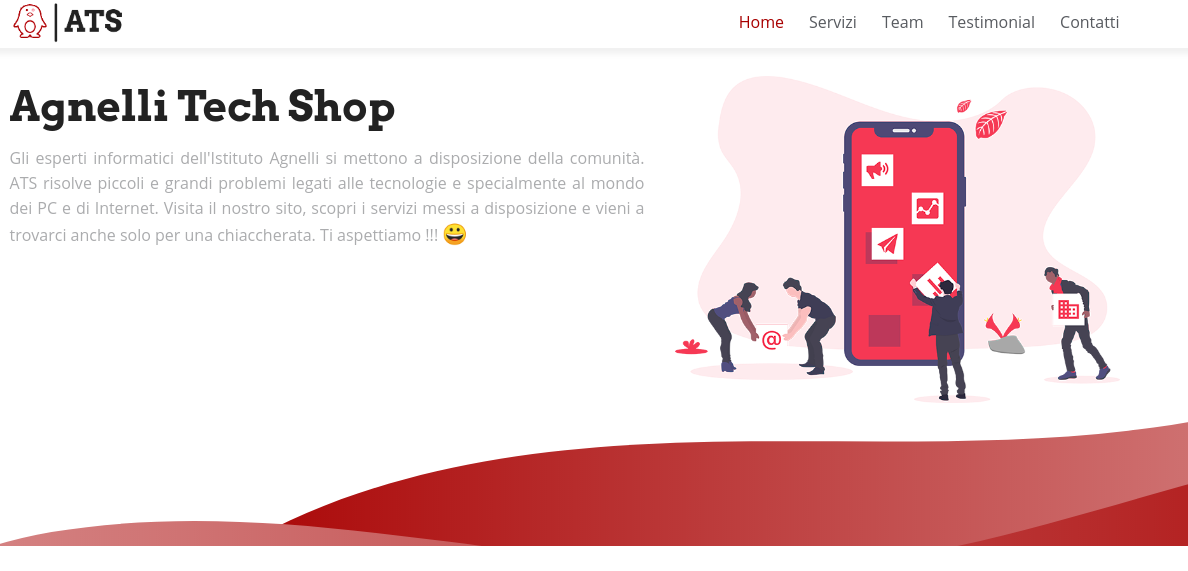 ATS
Home Servizi Team Testimonial Contatti
Agnelli Tech Shop
Gli esperti informatici dell'Istituto Agnelli si mettono a disposizione della comunità.
ATS risolve piccoli e grandi problemi legati alle tecnologie e specialmente al mondo
dei PC e di Internet. Visita il nostro sito, scopri i servizi messi a disposizione e vieni a
trovarci anche solo per una chiaccherata. Ti aspettiamo !!! 😀
@